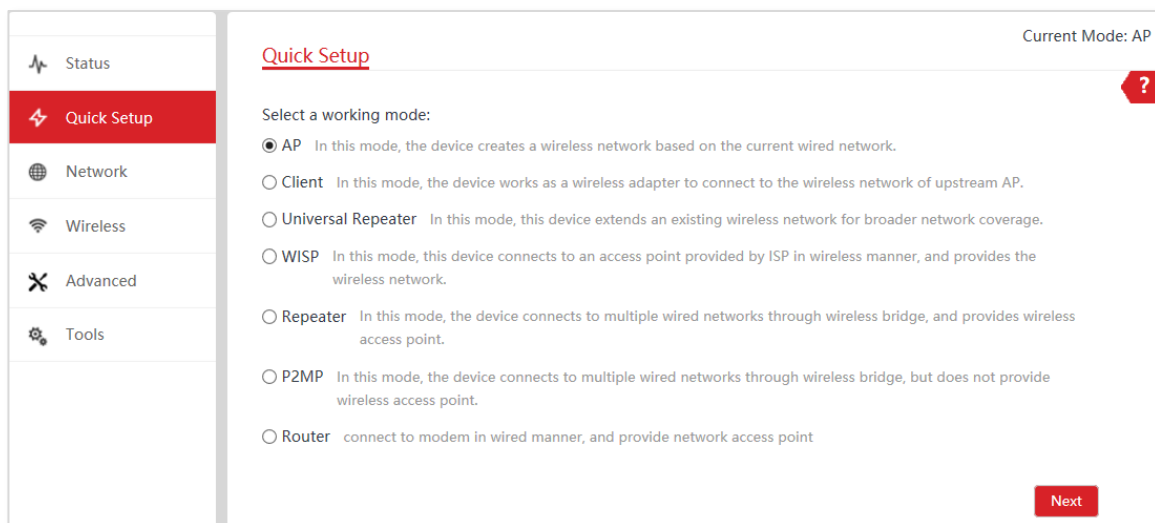 Current Mode: AP
Status
Quick Setup
Network
Wireless
Advanced
Tools
Quick Setup
?
Select a working mode:
AP In this mode, the device creates a wireless network based on the current wired network.
Client In this mode, the device works as a wireless adapter to connect to the wireless network of upstream AP.
Universal Repeater In this mode, this device extends an existing wireless network for broader network coverage.
WISP In this mode, this device connects to an access point provided by ISP in wireless manner, and provides the
wireless network.
Repeater In this mode, the device connects to multiple wired networks through wireless bridge, and provides wireless
access point.
P2MP In this mode, the device connects to multiple wired networks through wireless bridge, but does not provide
wireless access point.
Router connect to modem in wired manner, and provide network access point
Next